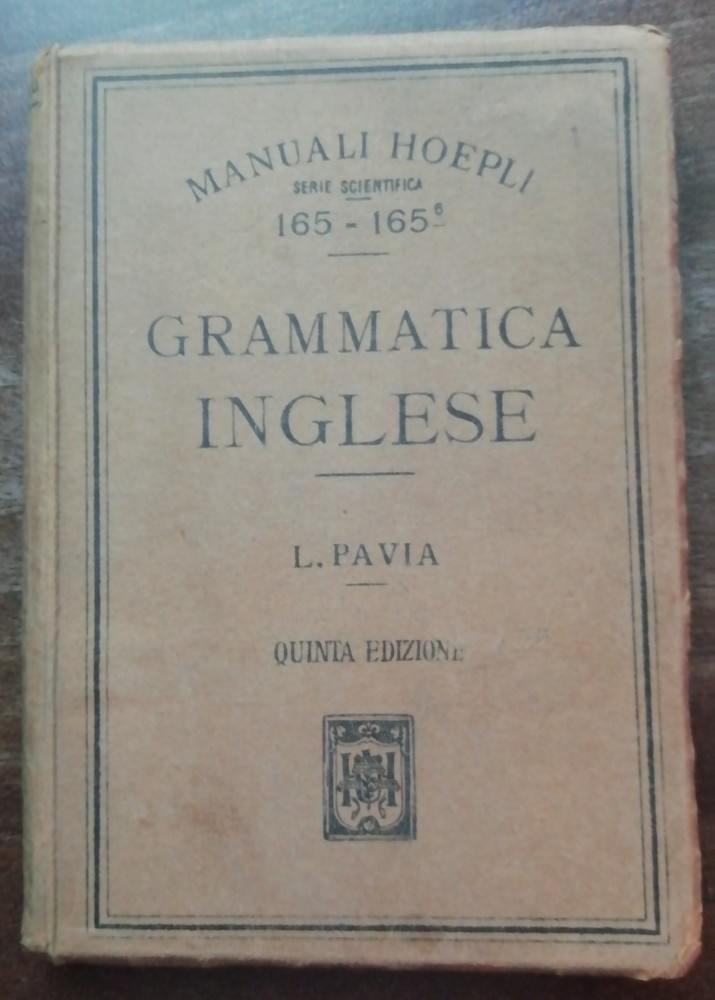 MANUALI HOEPLI
SERIE SCIENTIFICA
165 - 165⁶
GRAMMATICA
INGLESE
L. PAVIA
QUINTA EDIZIONE